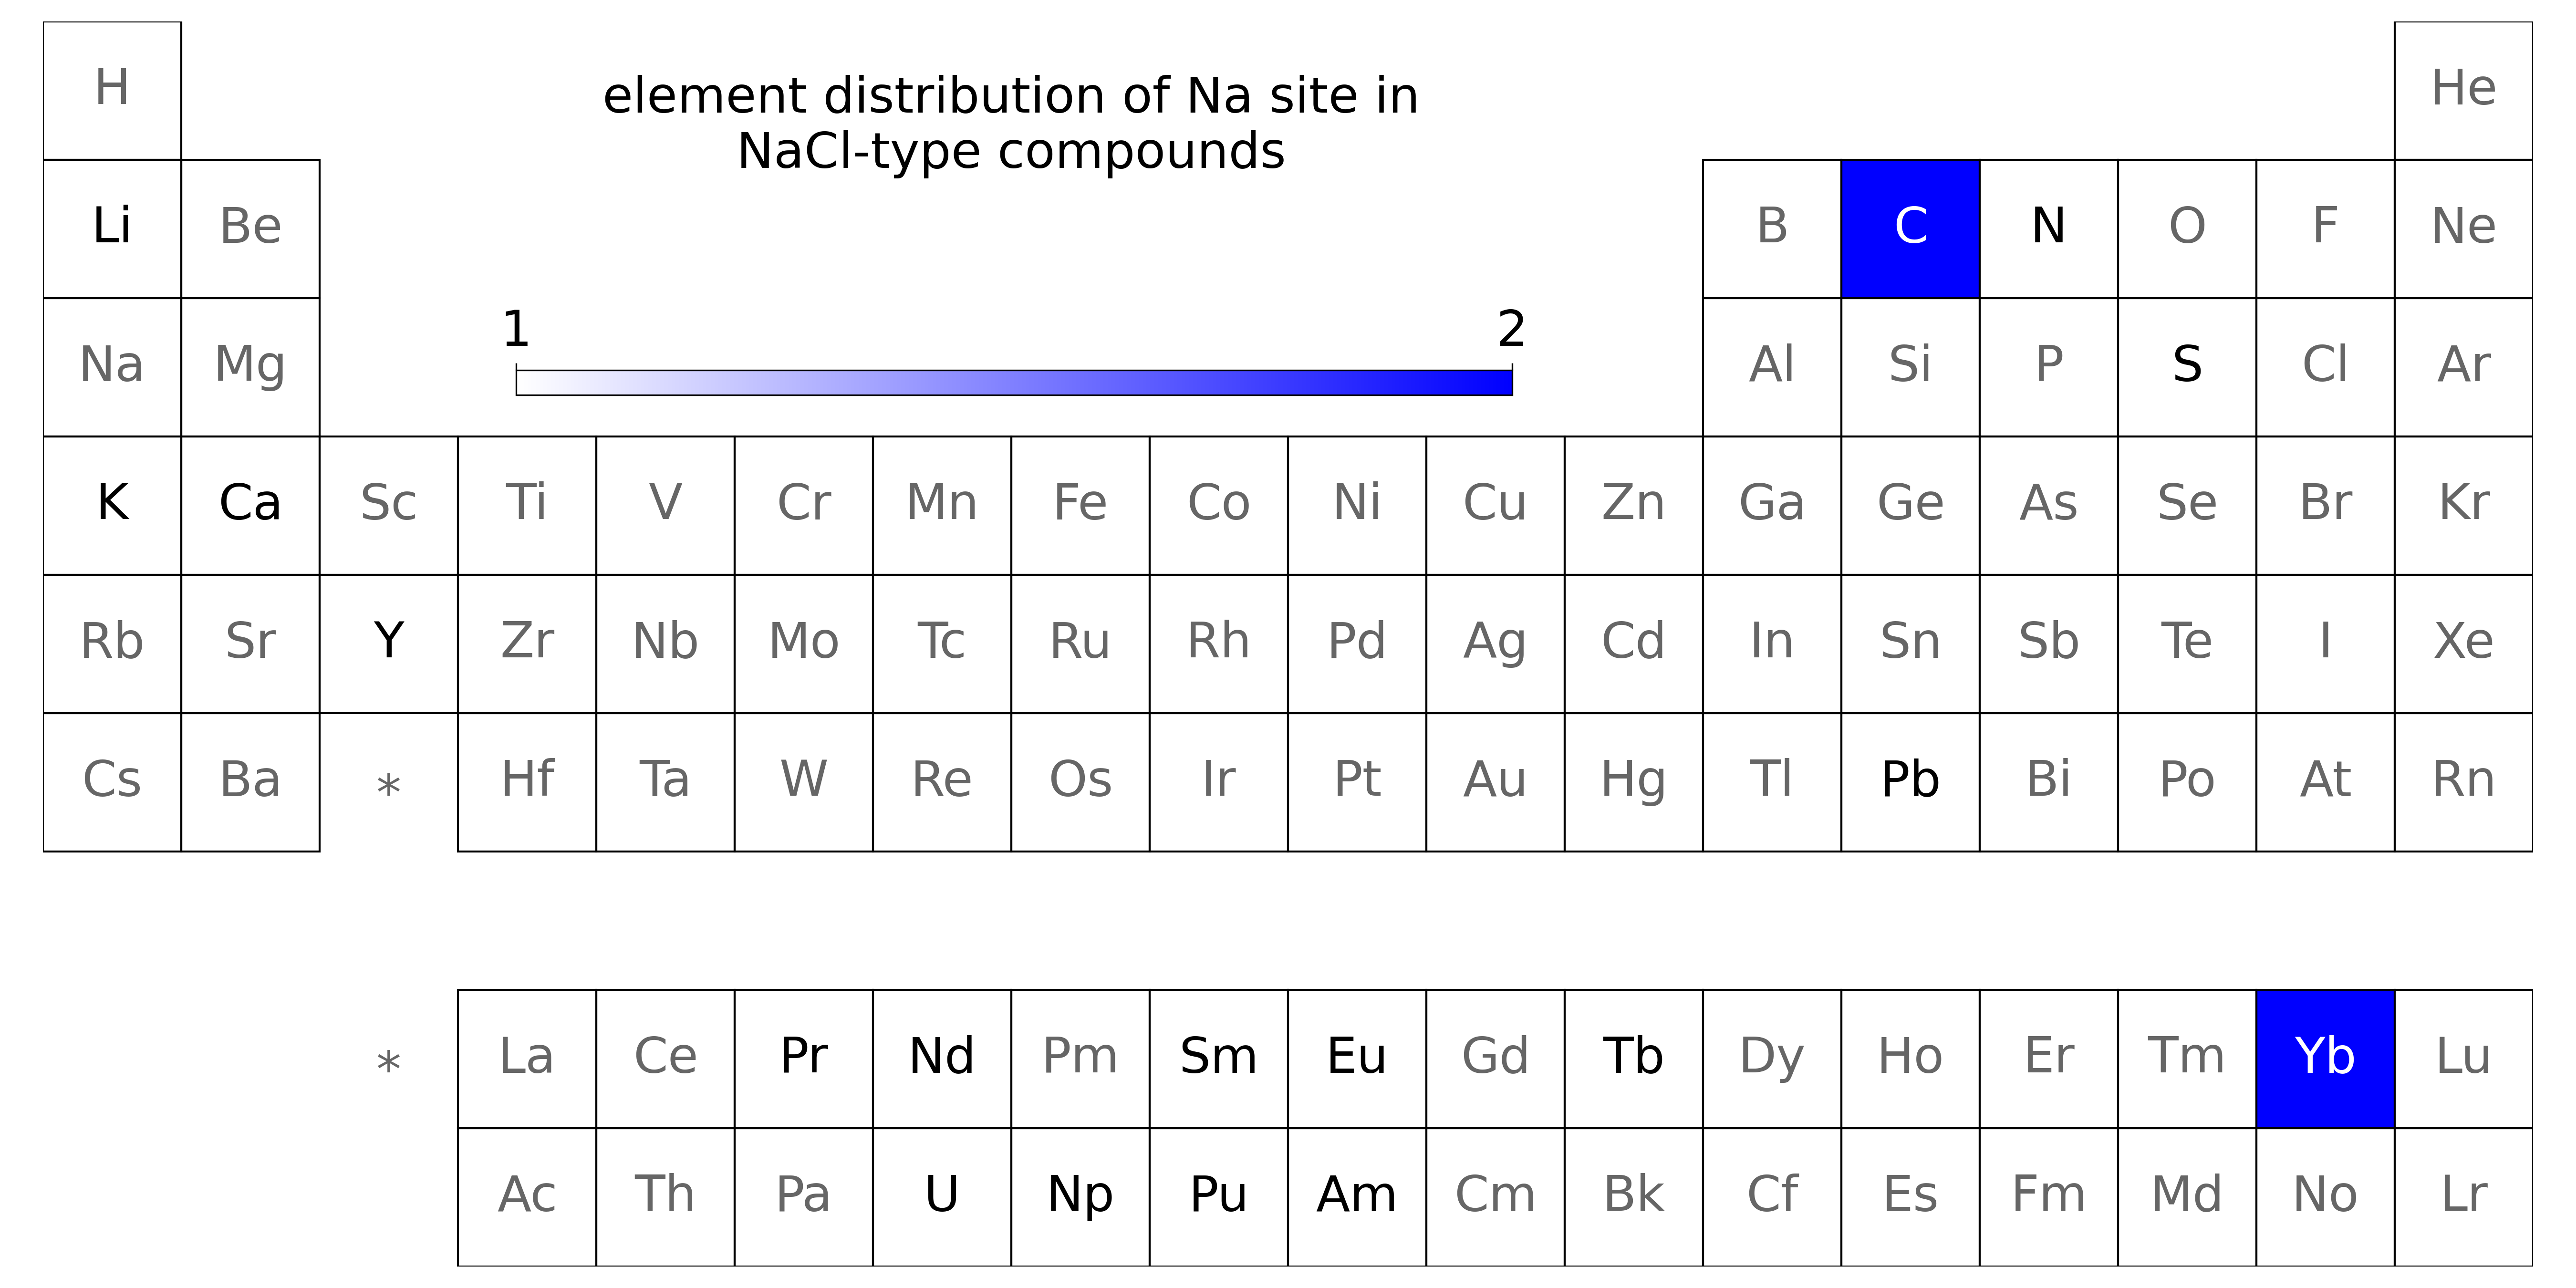 H He
element distribution of Na site in
NaCl-type compounds
Li Be B C N O F Ne
1 2
Na Mg Al Si P S Cl Ar
K Ca Sc Ti V Cr Mn Fe Co Ni Cu Zn Ga Ge As Se Br Kr
Rb Sr Y Zr Nb Mo Tc Ru Rh Pd Ag Cd In Sn Sb Te I Xe
Cs Ba * Hf Ta W Re Os Ir Pt Au Hg Tl Pb Bi Po At Rn
* La Ce Pr Nd Pm Sm Eu Gd Tb Dy Ho Er Tm Yb Lu
Ac Th Pa U Np Pu Am Cm Bk Cf Es Fm Md No Lr